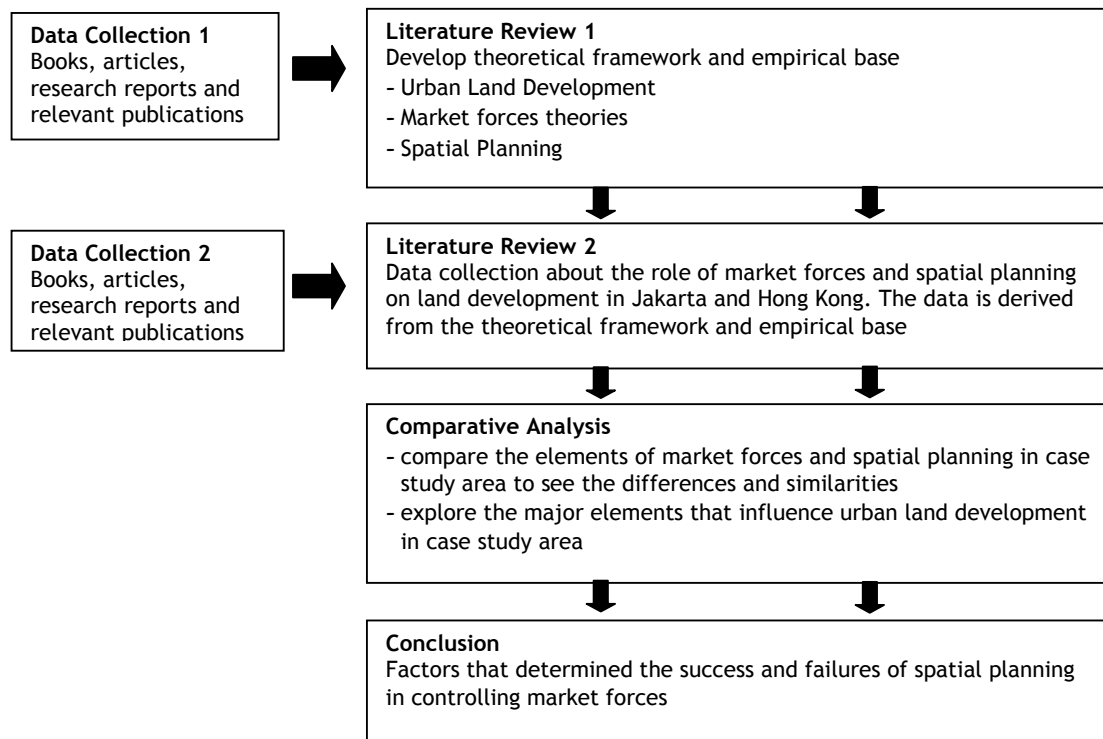 Data Collection 1
Books, articles,
research reports and
relevant publications
Literature Review 1
Develop theoretical framework and empirical base
- Urban Land Development
- Market forces theories
- Spatial Planning
Data Collection 2
Books, articles,
research reports and
relevant publications
Literature Review 2
Data collection about the role of market forces and spatial planning
on land development in Jakarta and Hong Kong. The data is derived
from the theoretical framework and empirical base
Comparative Analysis
- compare the elements of market forces and spatial planning in case
study area to see the differences and similarities
- explore the major elements that influence urban land development
in case study area
Conclusion
Factors that determined the success and failures of spatial planning
in controlling market forces